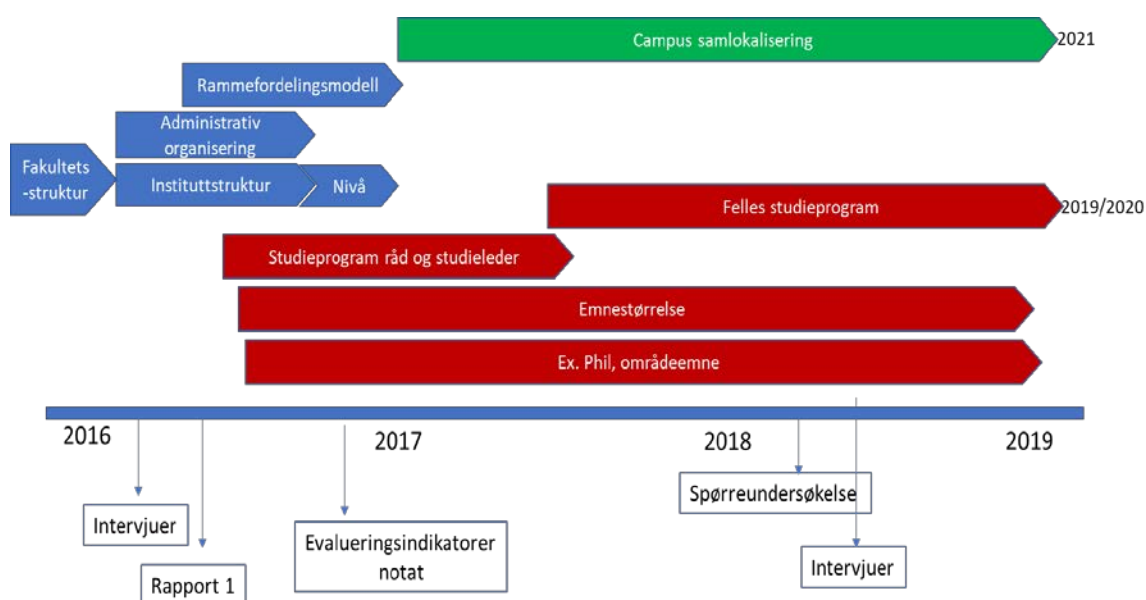 Campus samlokalisering
2021
Rammefordelingsmodell
Administrativ
organisering
Fakultets
-struktur
Instituttstruktur
Nivå
Felles studieprogram
2019/2020
Studieprogram råd og studieleder
Emnestørrelse
Ex. Phil, områdeemne
2016
2017
2018
2019
Intervjuer
Rapport 1
Evalueringsindikatorer
notat
Spørreundersøkelse
Intervjuer